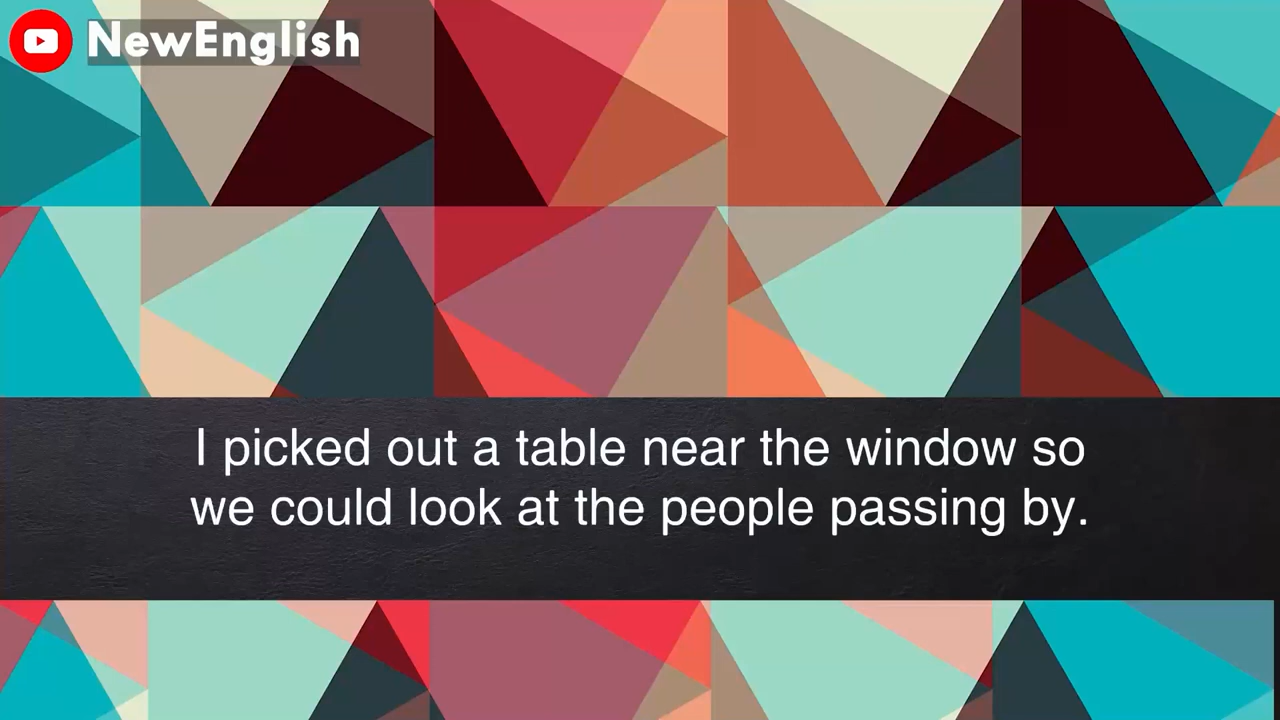 NewEnglish
I picked out a table near the window so
we could look at the people passing by.